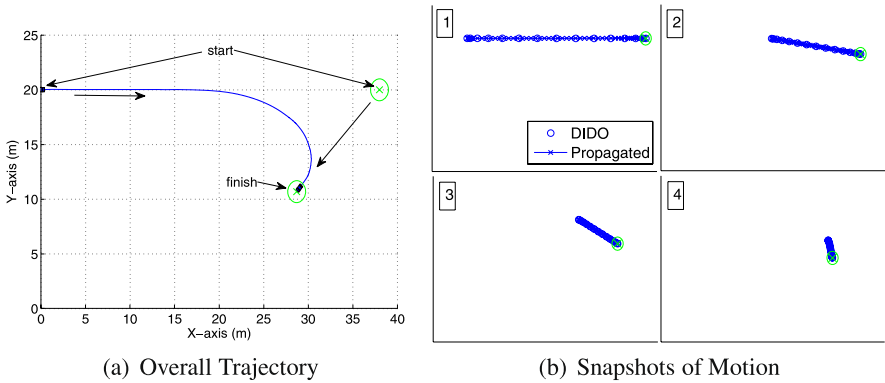 25
20
15
10
5
0
Y-axis (m)
start
finish
0 5 10 15 20 25 30 35 40
X-axis (m)
(a) Overall Trajectory
1
DIDO
Propagated
2
3
4
(b) Snapshots of Motion